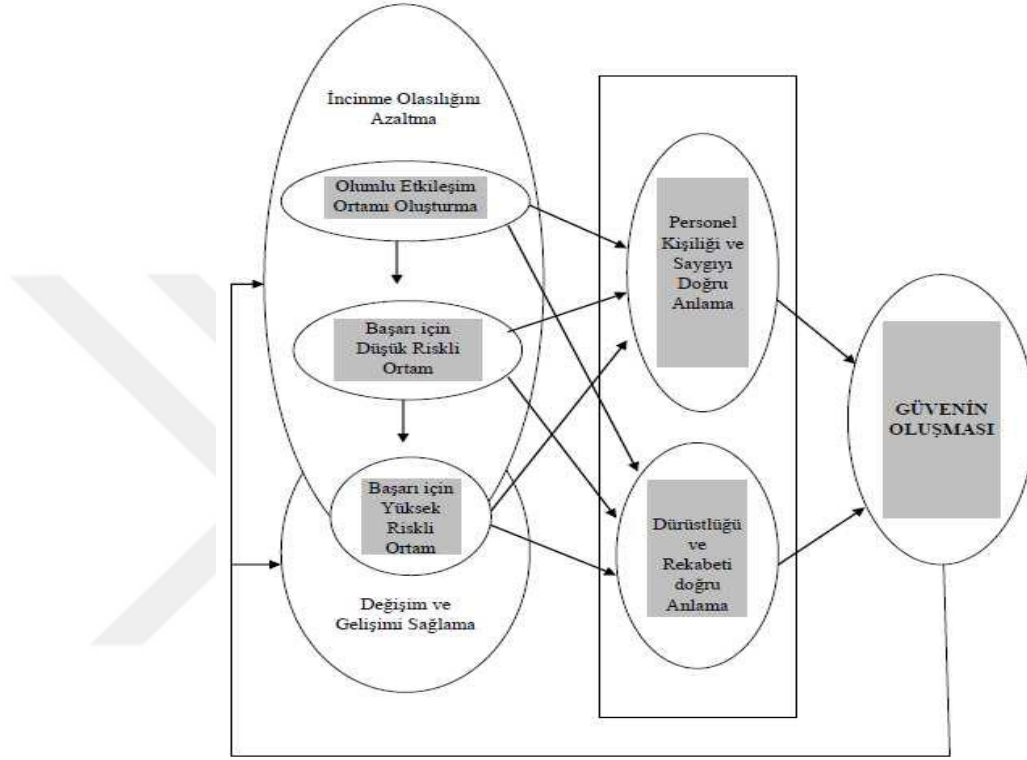 İncinme Olasılığını
Azaltma
Olumlu Etkileşim
Ortamı Oluşturma
Başarı için
Düşük Riskli
Ortam
Başarı için
Yüksek
Riskli
Ortam
Değişim ve
Gelişimi Sağlama
Personel
Kişiliği ve
Saygıyı
Doğru
Anlama
Dürüstlüğü
ve
Rekabeti
doğru
Anlama
GÜVENİN
OLUŞMASI